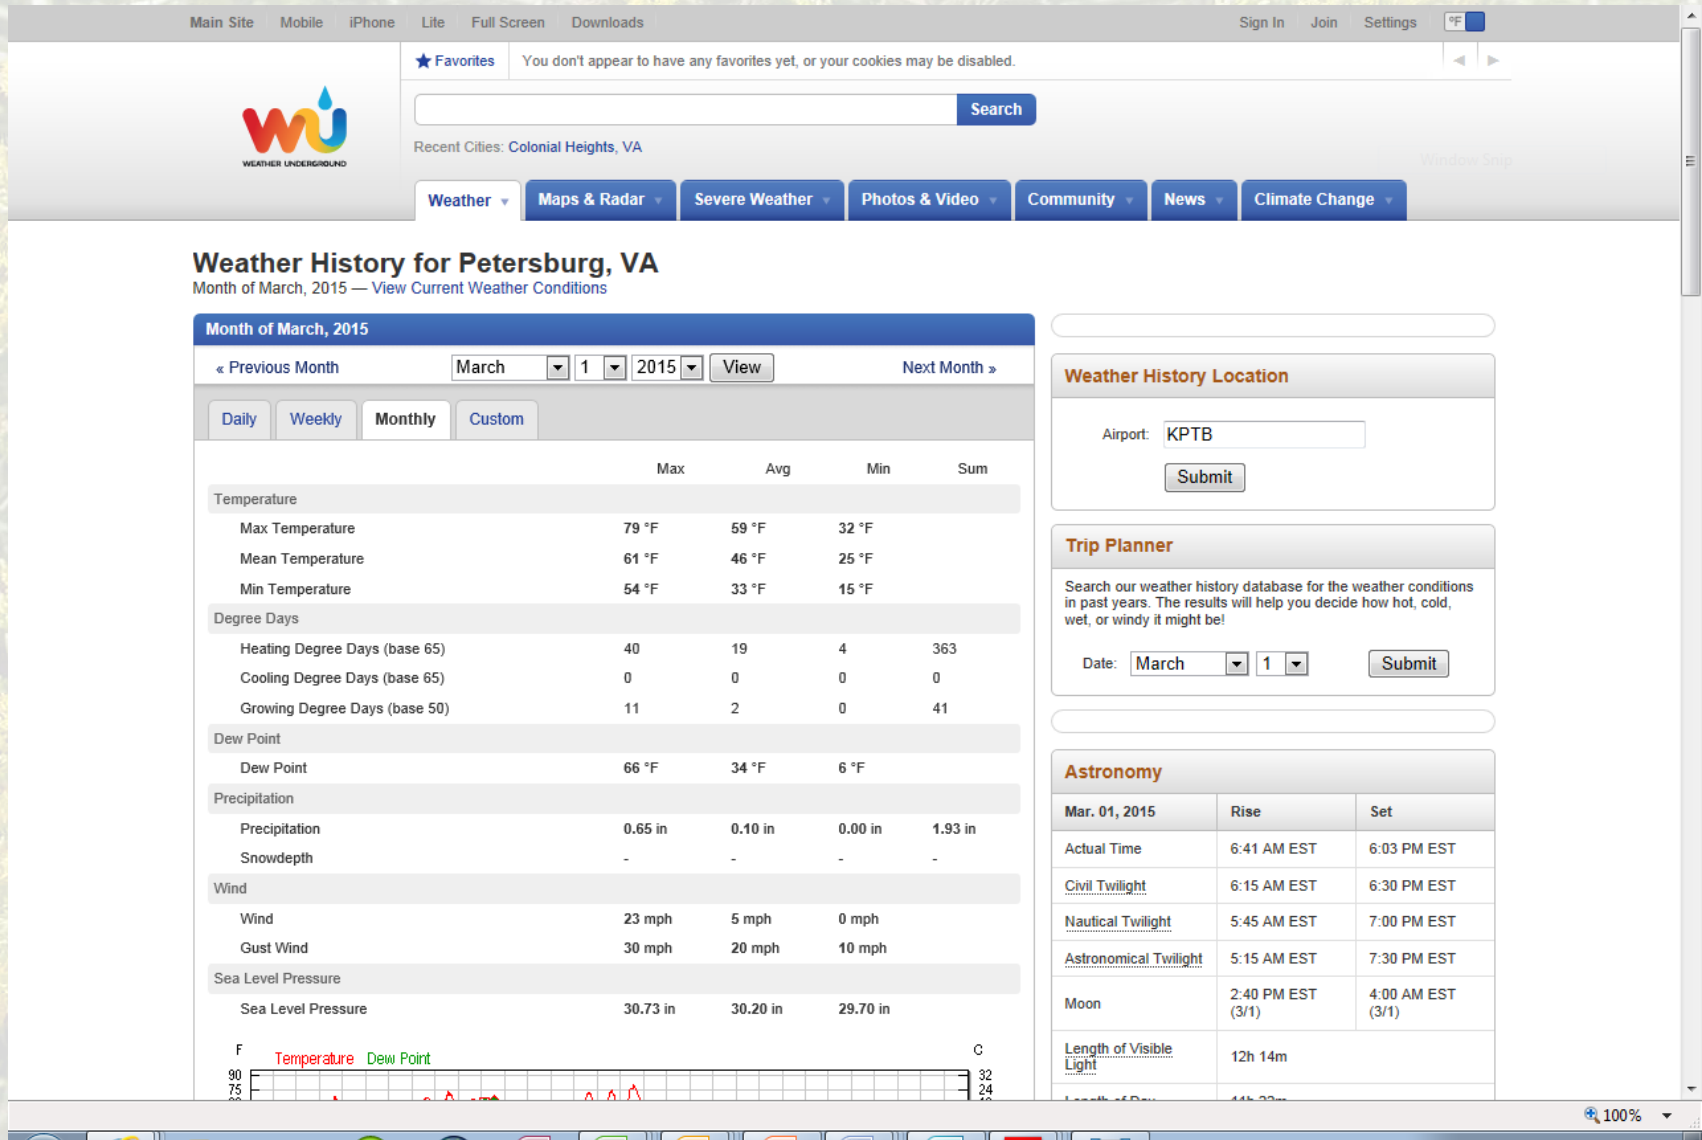 Main Site Mobile iPhone Lite Full Screen Downloads Sign In Join Settings °F
Favorites You don't appear to have any favorites yet, or your cookies may be disabled.
Search
WEATHER UNDERGROUND
Recent Cities: Colonial Heights, VA
Window Snip
Weather Maps & Radar Severe Weather Photos & Video Community News Climate Change
Weather History for Petersburg, VA
Month of March, 2015 — View Current Weather Conditions
Month of March, 2015
« Previous Month March 1 2015 View Next Month »
Daily Weekly Monthly Custom
Max Avg Min Sum
Temperature
Max Temperature 79 °F 59 °F 32 °F
Mean Temperature 61 °F 46 °F 25 °F
Min Temperature 54 °F 33 °F 15 °F
Degree Days
Heating Degree Days (base 65) 40 19 4 363
Cooling Degree Days (base 65) 0 0 0 0
Growing Degree Days (base 50) 11 2 0 41
Dew Point
Dew Point 66 °F 34 °F 6 °F
Precipitation
Precipitation 0.65 in 0.10 in 0.00 in 1.93 in
Snowdepth - - - -
Wind
Wind 23 mph 5 mph 0 mph
Gust Wind 30 mph 20 mph 10 mph
Sea Level Pressure
Sea Level Pressure 30.73 in 30.20 in 29.70 in
F Temperature Dew Point C
90 32
75 24
Weather History Location
Airport: KPTB
Submit
Trip Planner
Search our weather history database for the weather conditions
in past years. The results will help you decide how hot, cold,
wet, or windy it might be!
Date: March 1 Submit
Astronomy
Mar. 01, 2015 Rise Set
Actual Time 6:41 AM EST 6:03 PM EST
Civil Twilight 6:15 AM EST 6:30 PM EST
Nautical Twilight 5:45 AM EST 7:00 PM EST
Astronomical Twilight 5:15 AM EST 7:30 PM EST
Moon 2:40 PM EST (3/1) 4:00 AM EST (3/1)
Length of Visible
Light 12h 14m
100%